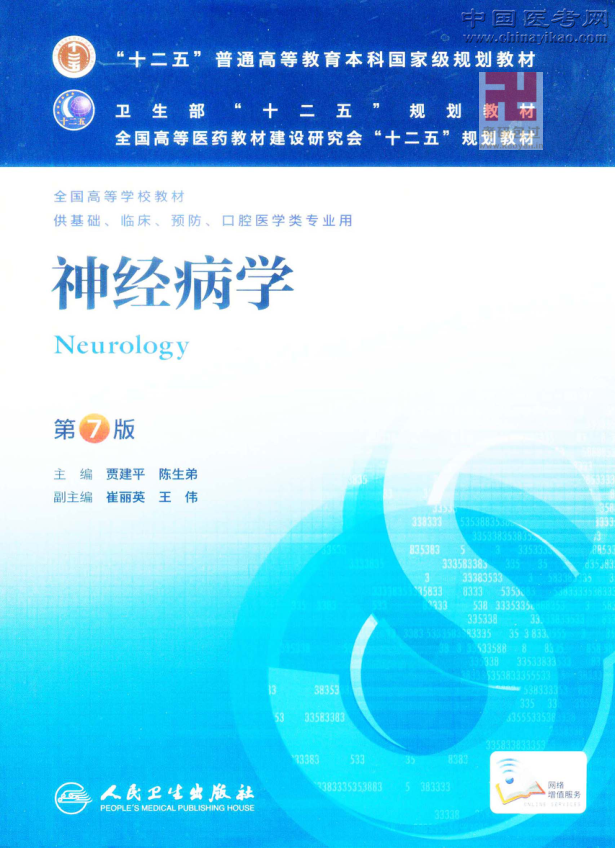 中国医考网
www.chinayikao.com
“十二五”普通高等教育本科国家级规划教材
十二五
卫生部“十二五”规划教材
全国高等医药教材建设研究会“十二五”规划教材
全国高等学校教材
供基础、临床、预防、口腔医学类专业用
神经病学
Neurology
第7版
主 编 贾建平 陈生弟
副主编 崔丽英 王 伟
人民卫生出版社
PEOPLE'S MEDICAL PUBLISHING HOUSE
网络
增值服务
ONLINE SERVICES